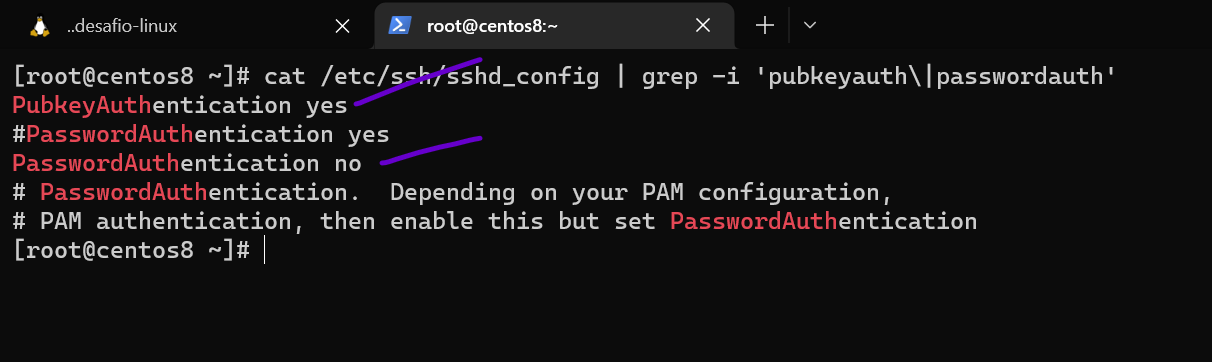 ..desafio-linux
root@centos8:~
[root@centos8 ~]# cat /etc/ssh/sshd_config | grep -i 'pubkeyauth\|passwordauth'
PubkeyAuthentication yes
#PasswordAuthentication yes
PasswordAuthentication no
# PasswordAuthentication.  Depending on your PAM configuration,
# PAM authentication, then enable this but set PasswordAuthentication
[root@centos8 ~]#